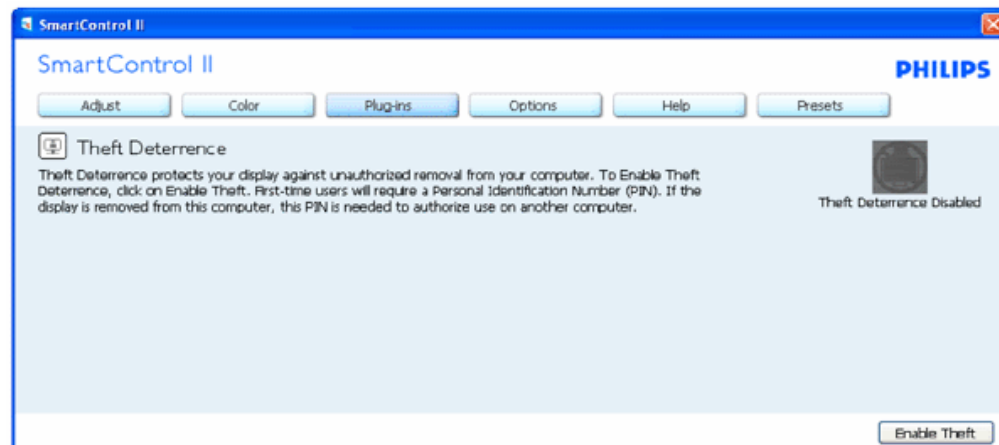 SmartControl II
SmartControl II
PHILIPS
Adjust Color Plug-ins Options Help Presets
Theft Deterrence
Theft Deterrence protects your display against unauthorized removal from your computer. To Enable Theft
Deterrence, click on Enable Theft. First-time users will require a Personal Identification Number (PIN). If the
display is removed from this computer, this PIN is needed to authorize use on another computer.
Theft Deterrence Disabled
Enable Theft